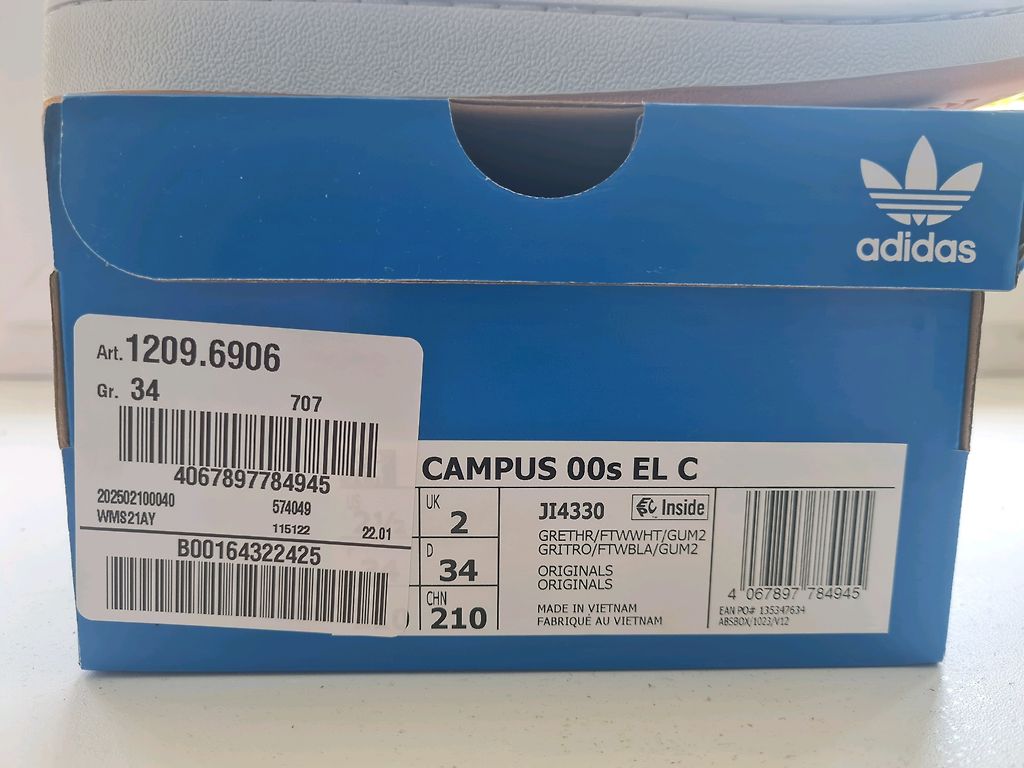 adidas
Art. 1209.6906
Gr. 34
707
4067897784945
202502100040
574049
WMS21AY
115122
22.01
B00164322425
CAMPUS 00s EL C
UK
2
D
34
CHN
210
JI4330
Inside
GRETHR/FTWWHT/GUM2
GRITRO/FTWBLA/GUM2
ORIGINALS
ORIGINALS
MADE IN VIETNAM
FABRIQUÉ AU VIETNAM
4 067897 784945
EAN PO# 135347634
ABSBOX/1023/V12